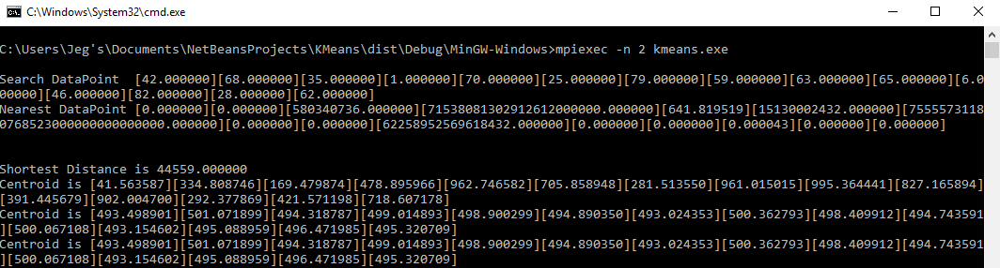 C:\Windows\System32\cmd.exe
C:\Users\Jeg's\Documents\NetBeansProjects\KMeans\dist\Debug\MinGW-Windows>mpiexec -n 2 kmeans.exe
Search DataPoint  [42.000000][68.000000][35.000000][1.000000][70.000000][25.000000][79.000000][59.000000][63.000000][65.000000][6.0
00000][46.000000][82.000000][28.000000][62.000000]
Nearest DataPoint [0.000000][0.000000][580340736.000000][71538081302912612000000.000000][641.819519][15130002432.000000][7555573118
07685230000000000000000.000000][0.000000][0.000000][62258952569618432.000000][0.000000][0.000000][0.000043][0.000000][0.000000]
Shortest Distance is 44559.000000
Centroid is [41.563587][334.808746][169.479874][478.895966][962.746582][705.858948][281.513550][961.015015][995.364441][827.165894]
[391.445679][902.004700][292.377869][421.571198][718.607178]
Centroid is [493.498901][501.071899][494.318787][499.014893][498.900299][494.890350][493.024353][500.362793][498.409912][494.743591
][500.067108][493.154602][495.088959][496.471985][495.320709]
Centroid is [493.498901][501.071899][494.318787][499.014893][498.900299][494.890350][493.024353][500.362793][498.409912][494.743591
][500.067108][493.154602][495.088959][496.471985][495.320709]